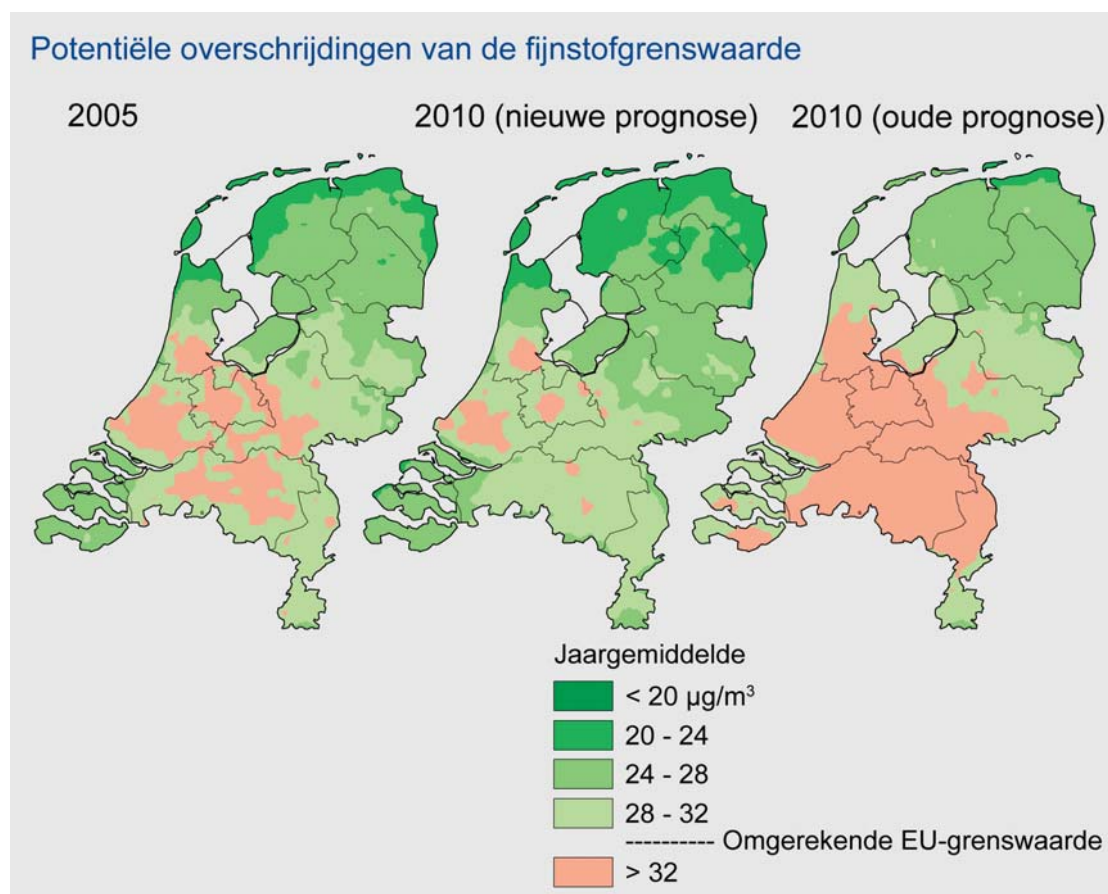 Potentiële overschrijdingen van de fijnstofgrenswaarde
2005
2010 (nieuwe prognose)
2010 (oude prognose)
Jaargemiddelde
< 20 µg/m³
20 - 24
24 - 28
28 - 32
---------- Omgerekende EU-grenswaarde
> 32